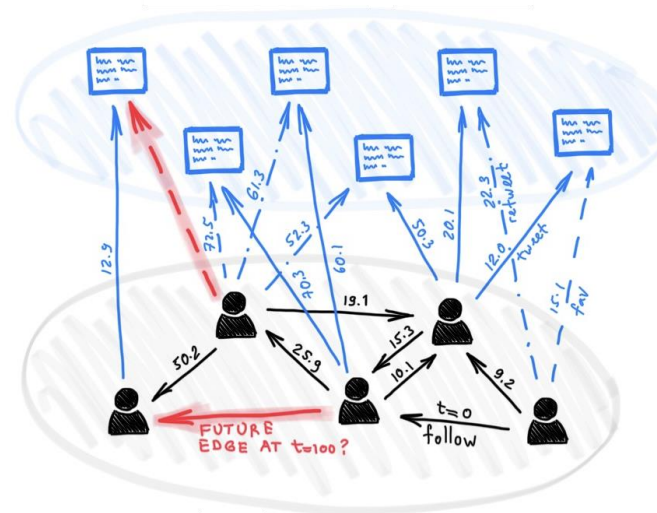 61.3
72.5
52.3
12.9
70.3
60.1
50.3
20.1
22.3
retweet
12.0
tweet
15.1
fav
19.1
15.3
50.2
25.9
10.1
9.2
t=0
follow
FUTURE
EDGE AT t=100?